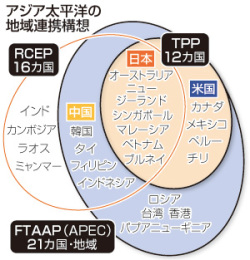 アジア太平洋の
地域連携構想
RCEP
16カ国
TPP
12カ国
日本
オーストラリア
ニュー
ジーランド
シンガポール
マレーシア
ベトナム
ブルネイ
米国
カナダ
メキシコ
ペルー
チリ
中国
韓国
タイ
フィリピン
インドネシア
インド
カンボジア
ラオス
ミャンマー
ロシア
台湾 香港
パプアニューギニア
FTAAP(APEC)
21カ国・地域